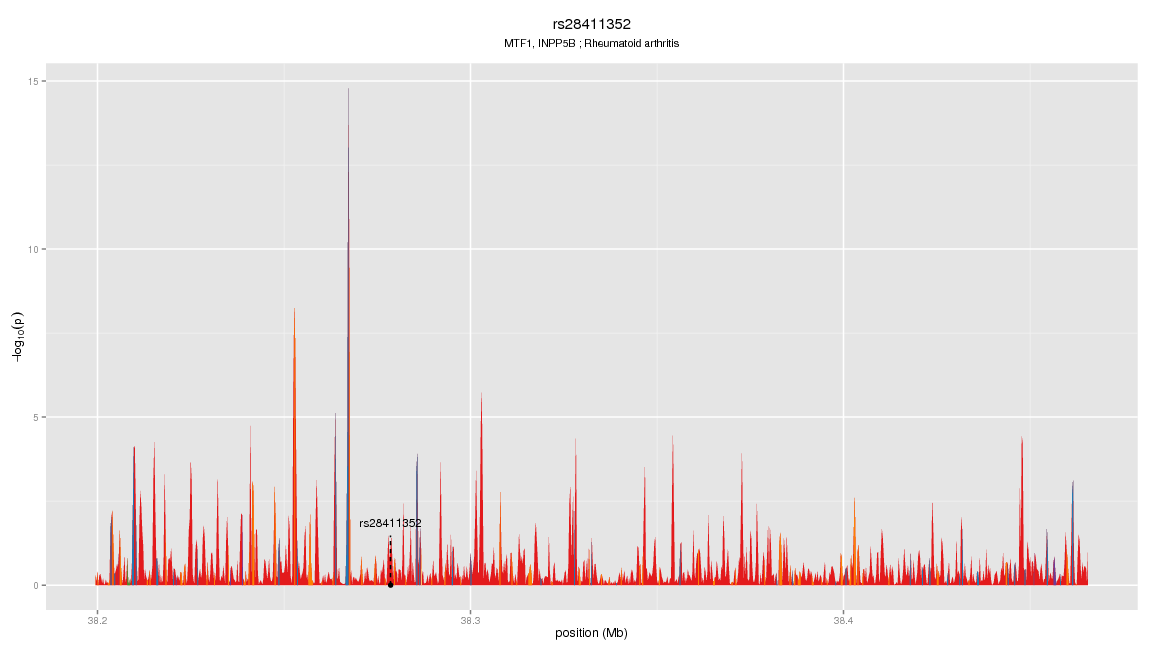 rs28411352
MTF1, INPP5B ; Rheumatoid arthritis
15
10
5
0
−log10(p)
rs28411352
38.2
38.3
38.4
position (Mb)